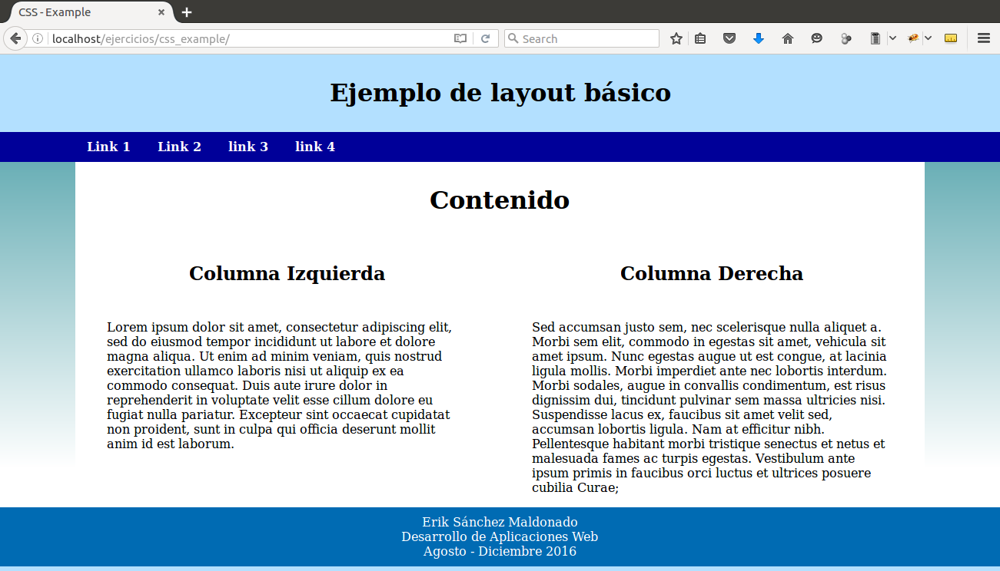 CSS - Example
localhost/ejercicios/css_example/
Search
Ejemplo de layout básico
Link 1 Link 2 link 3 link 4
Contenido
Columna Izquierda
Lorem ipsum dolor sit amet, consectetur adipiscing elit,
sed do eiusmod tempor incididunt ut labore et dolore
magna aliqua. Ut enim ad minim veniam, quis nostrud
exercitation ullamco laboris nisi ut aliquip ex ea
commodo consequat. Duis aute irure dolor in
reprehenderit in voluptate velit esse cillum dolore eu
fugiat nulla pariatur. Excepteur sint occaecat cupidatat
non proident, sunt in culpa qui officia deserunt mollit
anim id est laborum.
Columna Derecha
Sed accumsan justo sem, nec scelerisque nulla aliquet a.
Morbi sem elit, commodo in egestas sit amet, vehicula sit
amet ipsum. Nunc egestas augue ut est congue, at lacinia
ligula mollis. Morbi imperdiet ante nec lobortis interdum.
Morbi sodales, augue in convallis condimentum, est risus
dignissim dui, tincidunt pulvinar sem massa ultricies nisi.
Suspendisse lacus ex, faucibus sit amet velit sed,
accumsan lobortis ligula. Nam at efficitur nibh.
Pellentesque habitant morbi tristique senectus et netus et
malesuada fames ac turpis egestas. Vestibulum ante
ipsum primis in faucibus orci luctus et ultrices posuere
cubilia Curae;
Erik Sánchez Maldonado
Desarrollo de Aplicaciones Web
Agosto - Diciembre 2016